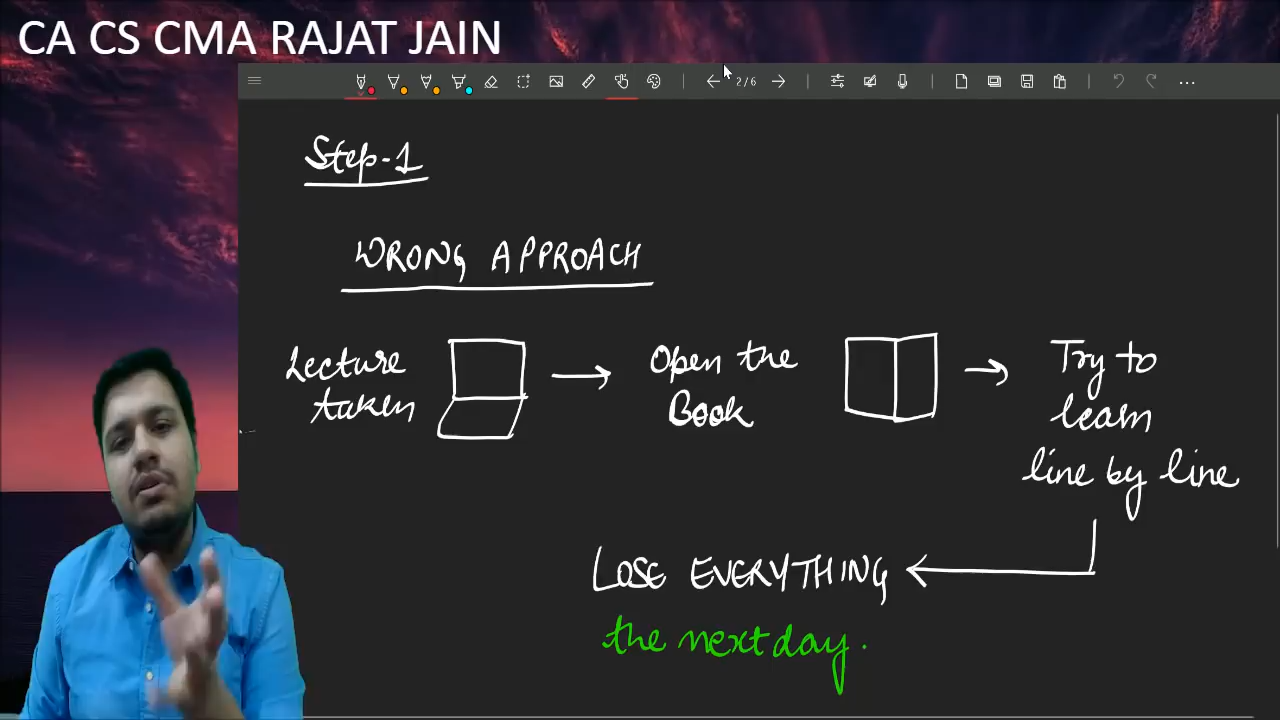 CA CS CMA RAJAT JAIN
2/6
Step-1
WRONG APPROACH
Lecture taken
Open the Book
Try to learn line by line
LOSE EVERYTHING
the next day.